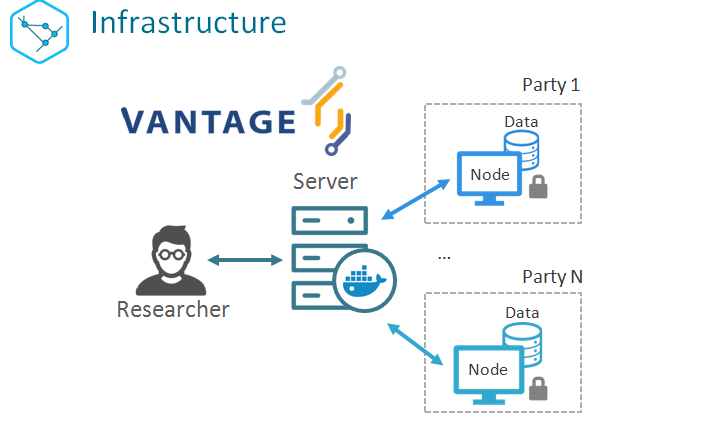 Infrastructure
VANTAGE
Party 1
Data
Node
Server
Researcher
...
Party N
Data
Node